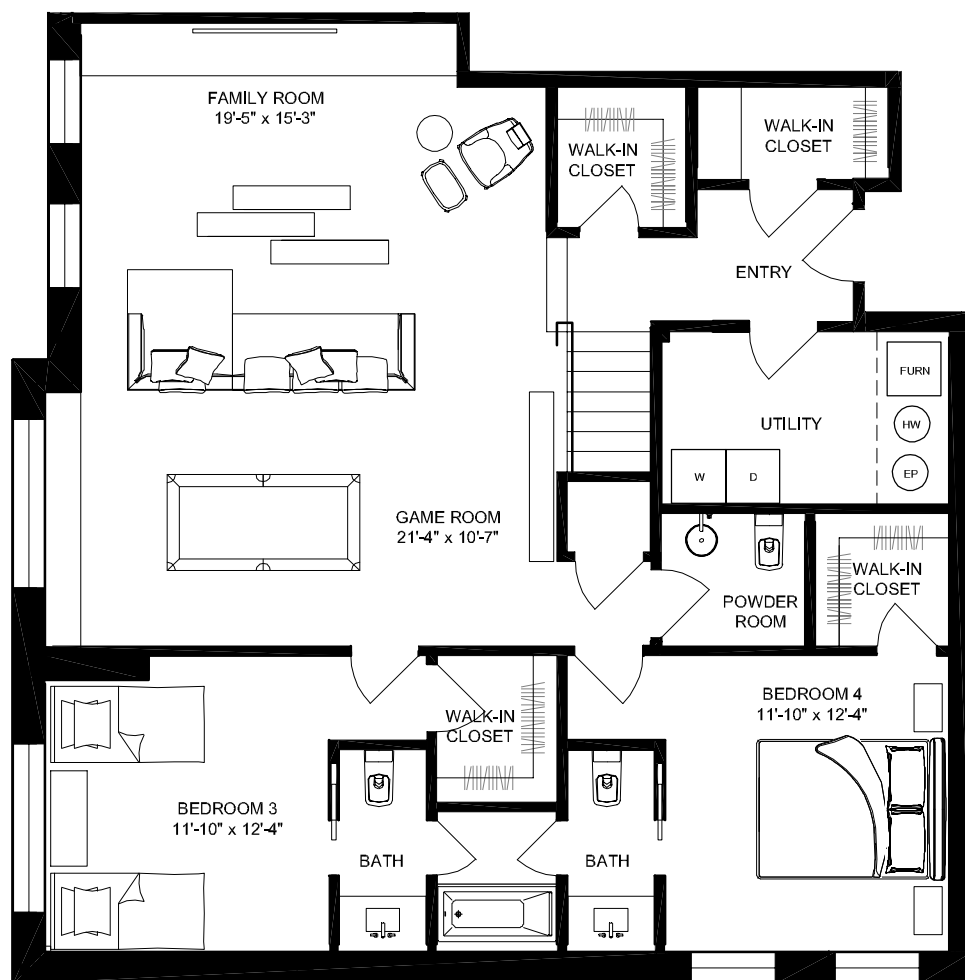 FAMILY ROOM
19'-5" x 15'-3"
WALK-IN
CLOSET
WALK-IN
CLOSET
ENTRY
FURN
UTILITY
HW
EP
W
D
GAME ROOM
21'-4" x 10'-7"
WALK-IN
CLOSET
POWDER
ROOM
BEDROOM 4
11'-10" x 12'-4"
WALK-IN
CLOSET
BEDROOM 3
11'-10" x 12'-4"
BATH
BATH